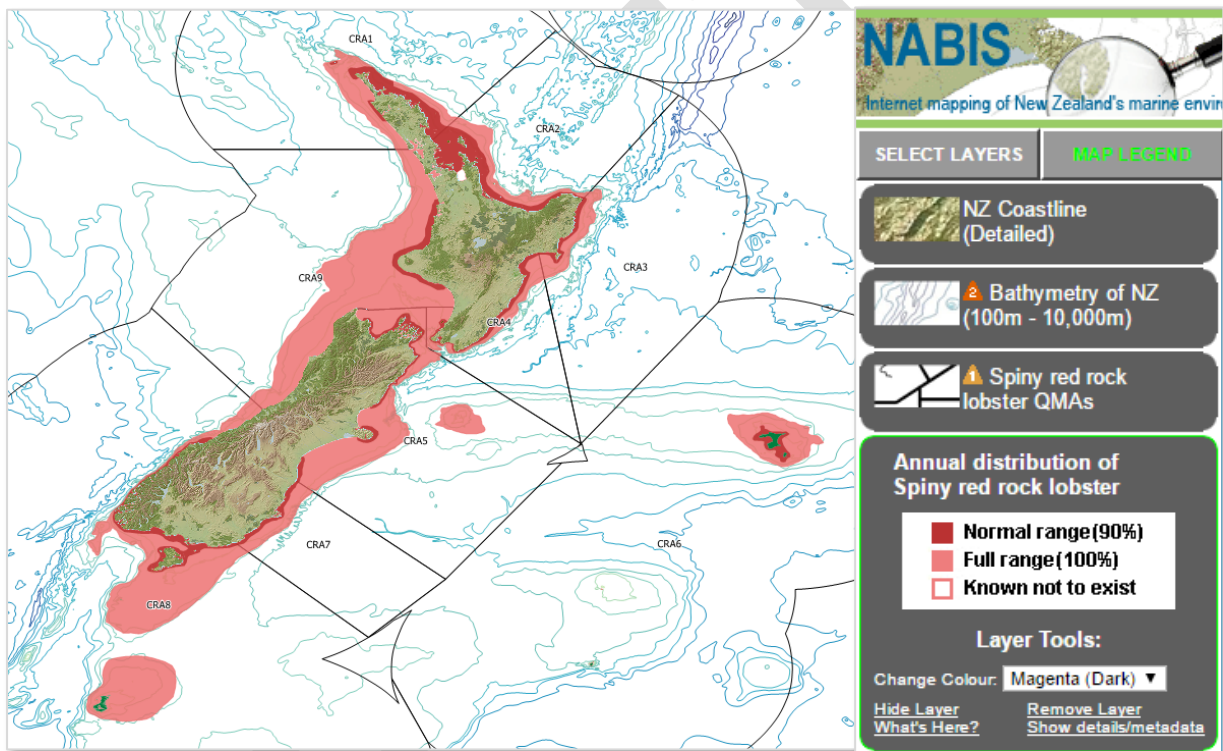 CRA1
CRA2
CRA3
CRA9
CRA4
CRA5
CRA7
CRA6
CRA8
NABIS
Internet mapping of New Zealand's marine envir
SELECT LAYERS
MAP LEGEND
NZ Coastline
(Detailed)
2 Bathymetry of NZ
(100m - 10,000m)
1 Spiny red rock
lobster QMAs
Annual distribution of
Spiny red rock lobster
Normal range(90%)
Full range(100%)
Known not to exist
Layer Tools:
Change Colour: Magenta (Dark) ▼
Hide Layer Remove Layer
What's Here? Show details/metadata